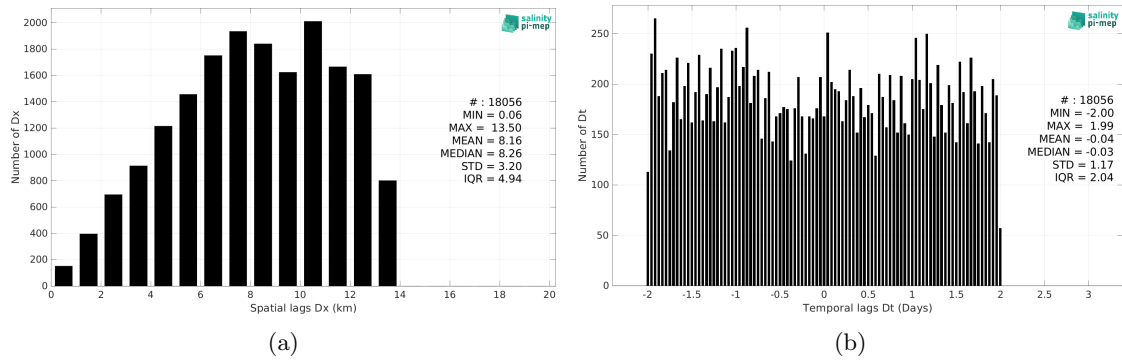 salinity
pi-mep
2000
1800
1600
1400
1200
1000
800
600
400
200
0
Number of Dx
# : 18056
MIN = 0.06
MAX = 13.50
MEAN = 8.16
MEDIAN = 8.26
STD = 3.20
IQR = 4.94
0 2 4 6 8 10 12 14 16 18 20
Spatial lags Dx (km)
(a)
salinity
pi-mep
250
200
150
100
50
0
Number of Dt
# : 18056
MIN = -2.00
MAX = 1.99
MEAN = -0.04
MEDIAN = -0.03
STD = 1.17
IQR = 2.04
-2 -1.5 -1 -0.5 0 0.5 1 1.5 2 2.5 3
Temporal lags Dt (Days)
(b)